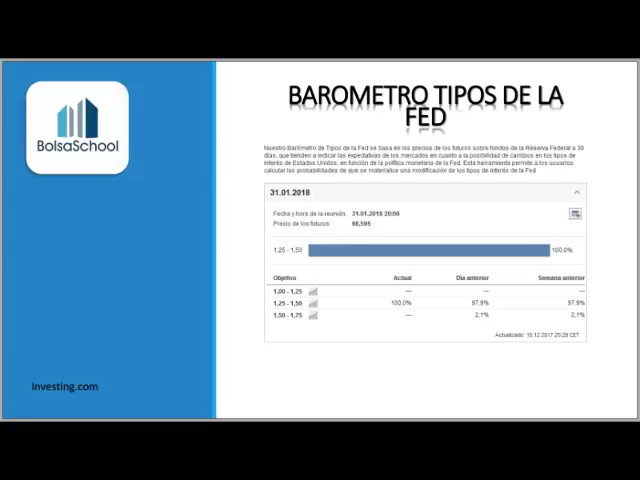 BolsaSchool
BAROMETRO TIPOS DE LA
FED
Nuestro Barómetro de Tipos de la Fed se basa en los precios de los futuros sobre fondos de la Reserva Federal a 30
días, que tienden a indicar las expectativas de los mercados en cuanto a la posibilidad de cambios en los tipos de
interés de Estados Unidos, en función de la política monetaria de la Fed. Esta herramienta permite a los usuarios
calcular las probabilidades de que se materialice una modificación de los tipos de interés de la Fed
31.01.2018
Fecha y hora de la reunión: 31.01.2018 20:00
Precio de los futuros: 98,595
1,25 - 1,50 100,0%
Objetivo Actual Día anterior Semana anterior
1,00 - 1,25 — — —
1,25 - 1,50 100,0% 97,9% 97,9%
1,50 - 1,75 — 2,1% 2,1%
Actualizado: 2017 20:29 CET
Investing.com